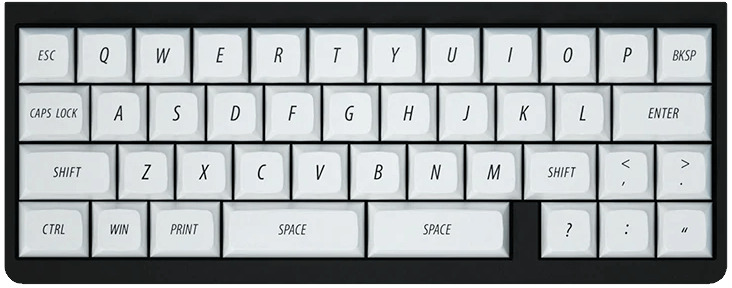 ESC Q W E R T Y U I O P BKSP
CAPS LOCK A S D F G H J K L ENTER
SHIFT Z X C V B N M SHIFT < , > .
CTRL WIN PRINT SPACE SPACE ? : “